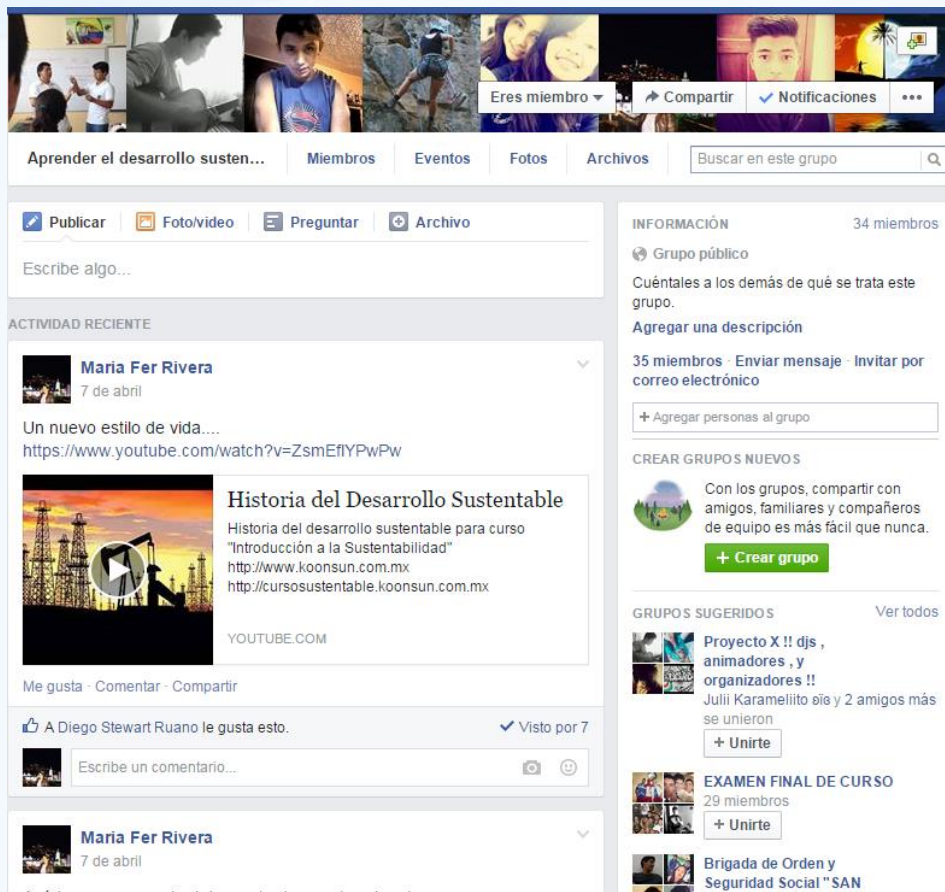 Eres miembro
Compartir
Notificaciones
Aprender el desarrollo susten...
Miembros
Eventos
Fotos
Archivos
Buscar en este grupo
Publicar
Foto/video
Preguntar
Archivo
Escribe algo...
ACTIVIDAD RECIENTE
Maria Fer Rivera
7 de abril
Un nuevo estilo de vida....
https://www.youtube.com/watch?v=ZsmEflYPwPw
Historia del Desarrollo Sustentable
Historia del desarrollo sustentable para curso
"Introducción a la Sustentabilidad"
http://www.koonsun.com.mx
http://cursosustentable.koonsun.com.mx
YOUTUBE.COM
Me gusta · Comentar · Compartir
A Diego Stewart Ruano le gusta esto.
Visto por 7
Escribe un comentario...
Maria Fer Rivera
7 de abril
INFORMACIÓN
34 miembros
Grupo público
Cuéntales a los demás de qué se trata este
grupo.
Agregar una descripción
35 miembros · Enviar mensaje · Invitar por
correo electrónico
+ Agregar personas al grupo
CREAR GRUPOS NUEVOS
Con los grupos, compartir con
amigos, familiares y compañeros
de equipo es más fácil que nunca.
+ Crear grupo
GRUPOS SUGERIDOS
Ver todos
Proyecto X !! djs ,
animadores , y
organizadores !!
Julii Karameliito อïอ y 2 amigos más
se unieron
+ Unirte
EXAMEN FINAL DE CURSO
29 miembros
+ Unirte
Brigada de Orden y
Seguridad Social "SAN